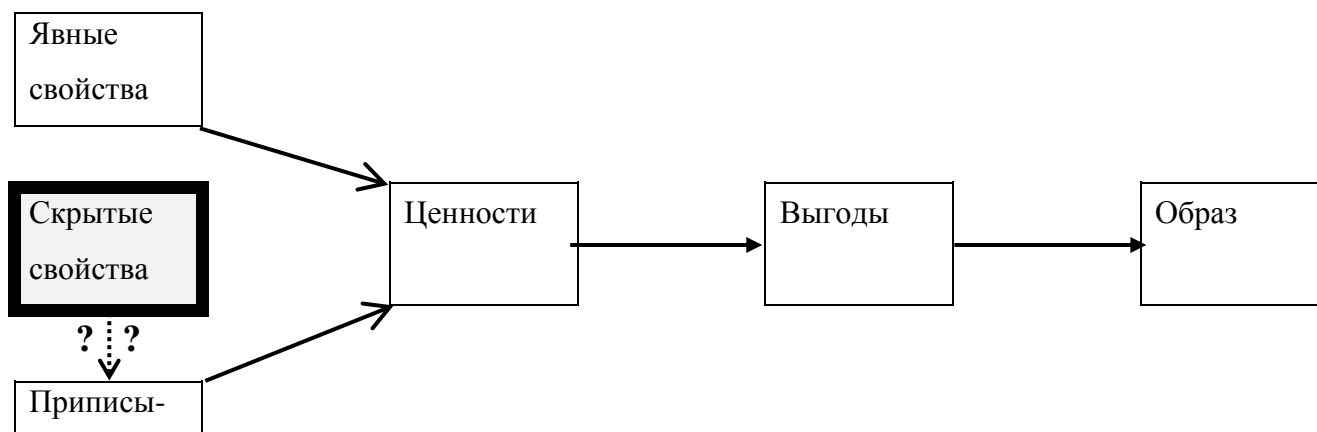 Явные
свойства
Скрытые
свойства
Ценности
Выгоды
Образ
? ?
Приписы-